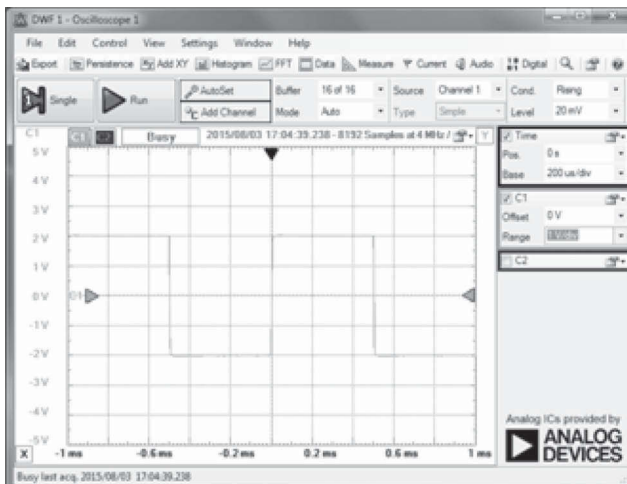 DWF 1 - Oscilloscope 1
File Edit Control View Settings Window Help
Export Persistence Add XY Histogram FFT Data Measure Current Audio Digital
Single Run AutoSet Buffer 16 of 16 Source Channel 1 Cond. Rising
Add Channel Mode Auto Type Simple Level 20 mV
C1 C1 C2 Busy 2015/08/03 17:04:39.238 - 8192 Samples at 4 MHz / Y
Time
Pos. 0 s
Base 200 us/div
C1
Offset 0 V
Range 1 V/div
C2
5 V
4 V
3 V
2 V
1 V
0 V
C1
-1 V
-2 V
-3 V
-4 V
-5 V
X -1 ms -0.6 ms -0.2 ms 0.2 ms 0.6 ms 1 ms
Analog ICs provided by
ANALOG
DEVICES
Busy last acq. 2015/08/03 17:04:39.238